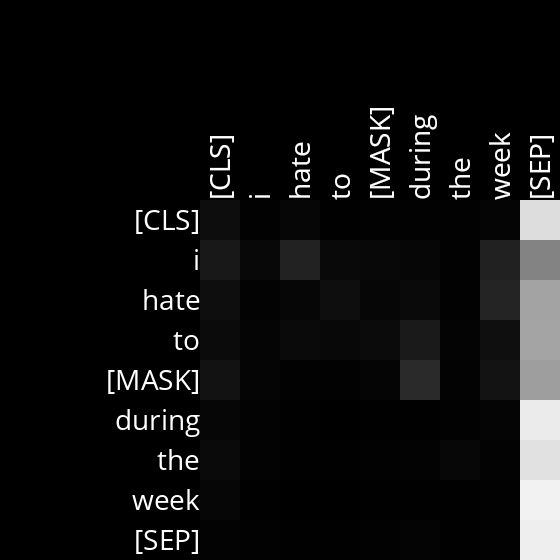 [CLS] i hate to [MASK] during the week [SEP]
[CLS]
i
hate
to
[MASK]
during
the
week
[SEP]